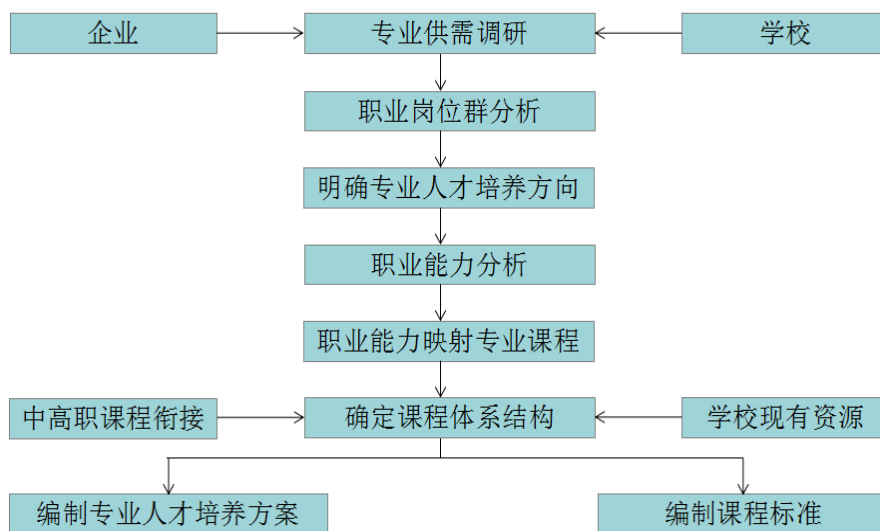 企业
专业供需调研
学校
职业岗位群分析
明确专业人才培养方向
职业能力分析
职业能力映射专业课程
中高职课程衔接
确定课程体系结构
学校现有资源
编制专业人才培养方案
编制课程标准